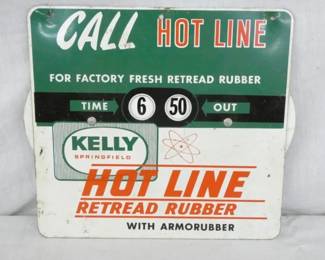 CALL HOT LINE
FOR FACTORY FRESH RETREAD RUBBER
TIME 6 50 OUT
KELLY
SPRINGFIELD
HOT LINE
RETREAD RUBBER
WITH ARMORUBBER